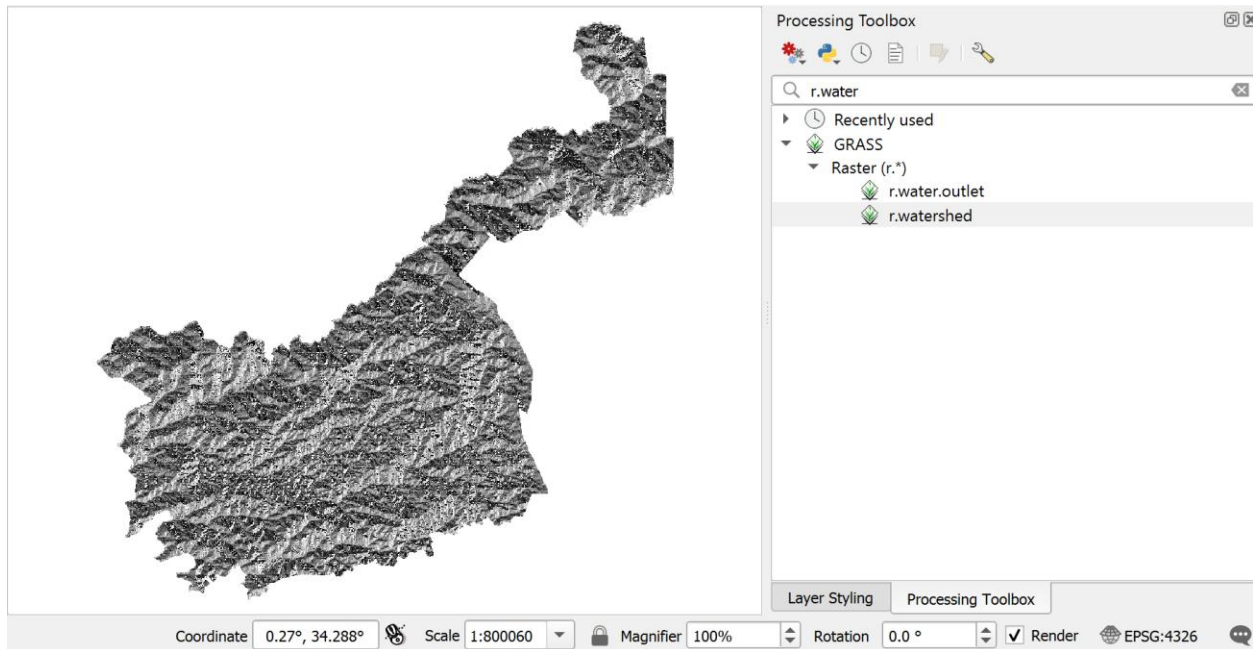 Processing Toolbox
r.water
Recently used
GRASS
Raster (r.*)
r.water.outlet
r.watershed
Layer Styling Processing Toolbox
Coordinate 0.27°, 34.288° Scale 1:800060 Magnifier 100% Rotation 0.0 ° Render EPSG:4326